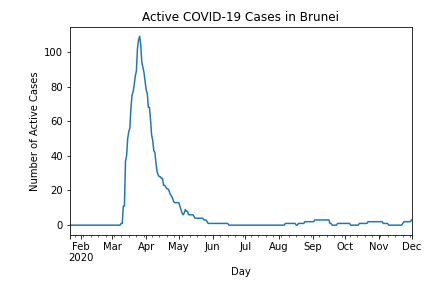 Active COVID-19 Cases in Brunei
Number of Active Cases
100
80
60
40
20
0
Feb Mar Apr May Jun Jul Aug Sep Oct Nov Dec
2020
Day